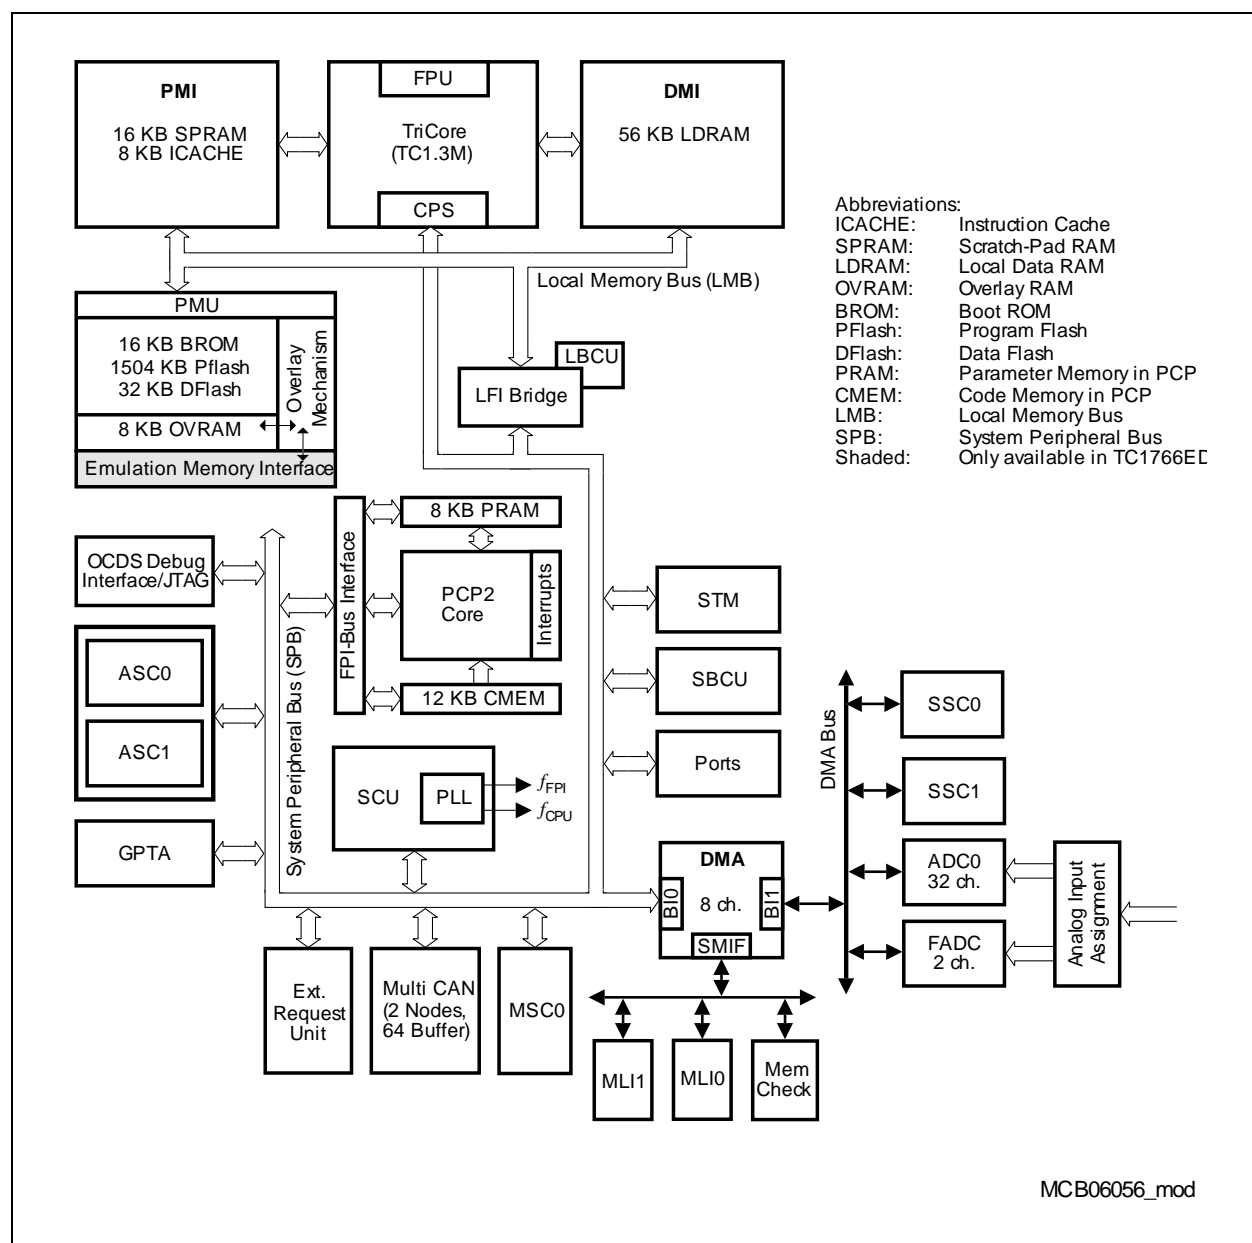 PMI
16 KB SPRAM
8 KB ICACHE
FPU
TriCore
(TC1.3M)
CPS
DMI
56 KB LDRAM
Abbreviations:
ICACHE: Instruction Cache
SPRAM: Scratch-Pad RAM
LDRAM: Local Data RAM
OVRAM: Overlay RAM
BROM: Boot ROM
PFlash: Program Flash
DFlash: Data Flash
PRAM: Parameter Memory in PCP
CMEM: Code Memory in PCP
LMB: Local Memory Bus
SPB: System Peripheral Bus
Shaded: Only available in TC1766ED
Local Memory Bus (LMB)
PMU
16 KB BROM
1504 KB Pflash
32 KB DFlash
Overlay
Mechanism
8 KB OVRAM
Emulation Memory Interface
LBCU
LFI Bridge
OCDS Debug
Interface/JTAG
ASC0
ASC1
GPTA
System Peripheral Bus (SPB)
FPI-Bus Interface
8 KB PRAM
PCP2
Core
Interrupts
12 KB CMEM
SCU
PLL
fFPI
fCPU
STM
SBCU
Ports
DMA
BI0
8 ch.
BI1
SMIF
DMA Bus
SSC0
SSC1
ADC0
32 ch.
FADC
2 ch.
Analog Input
Assignment
Ext.
Request
Unit
Multi CAN
(2 Nodes,
64 Buffer)
MSC0
MLI1
MLI0
Mem
Check
MCB06056_mod